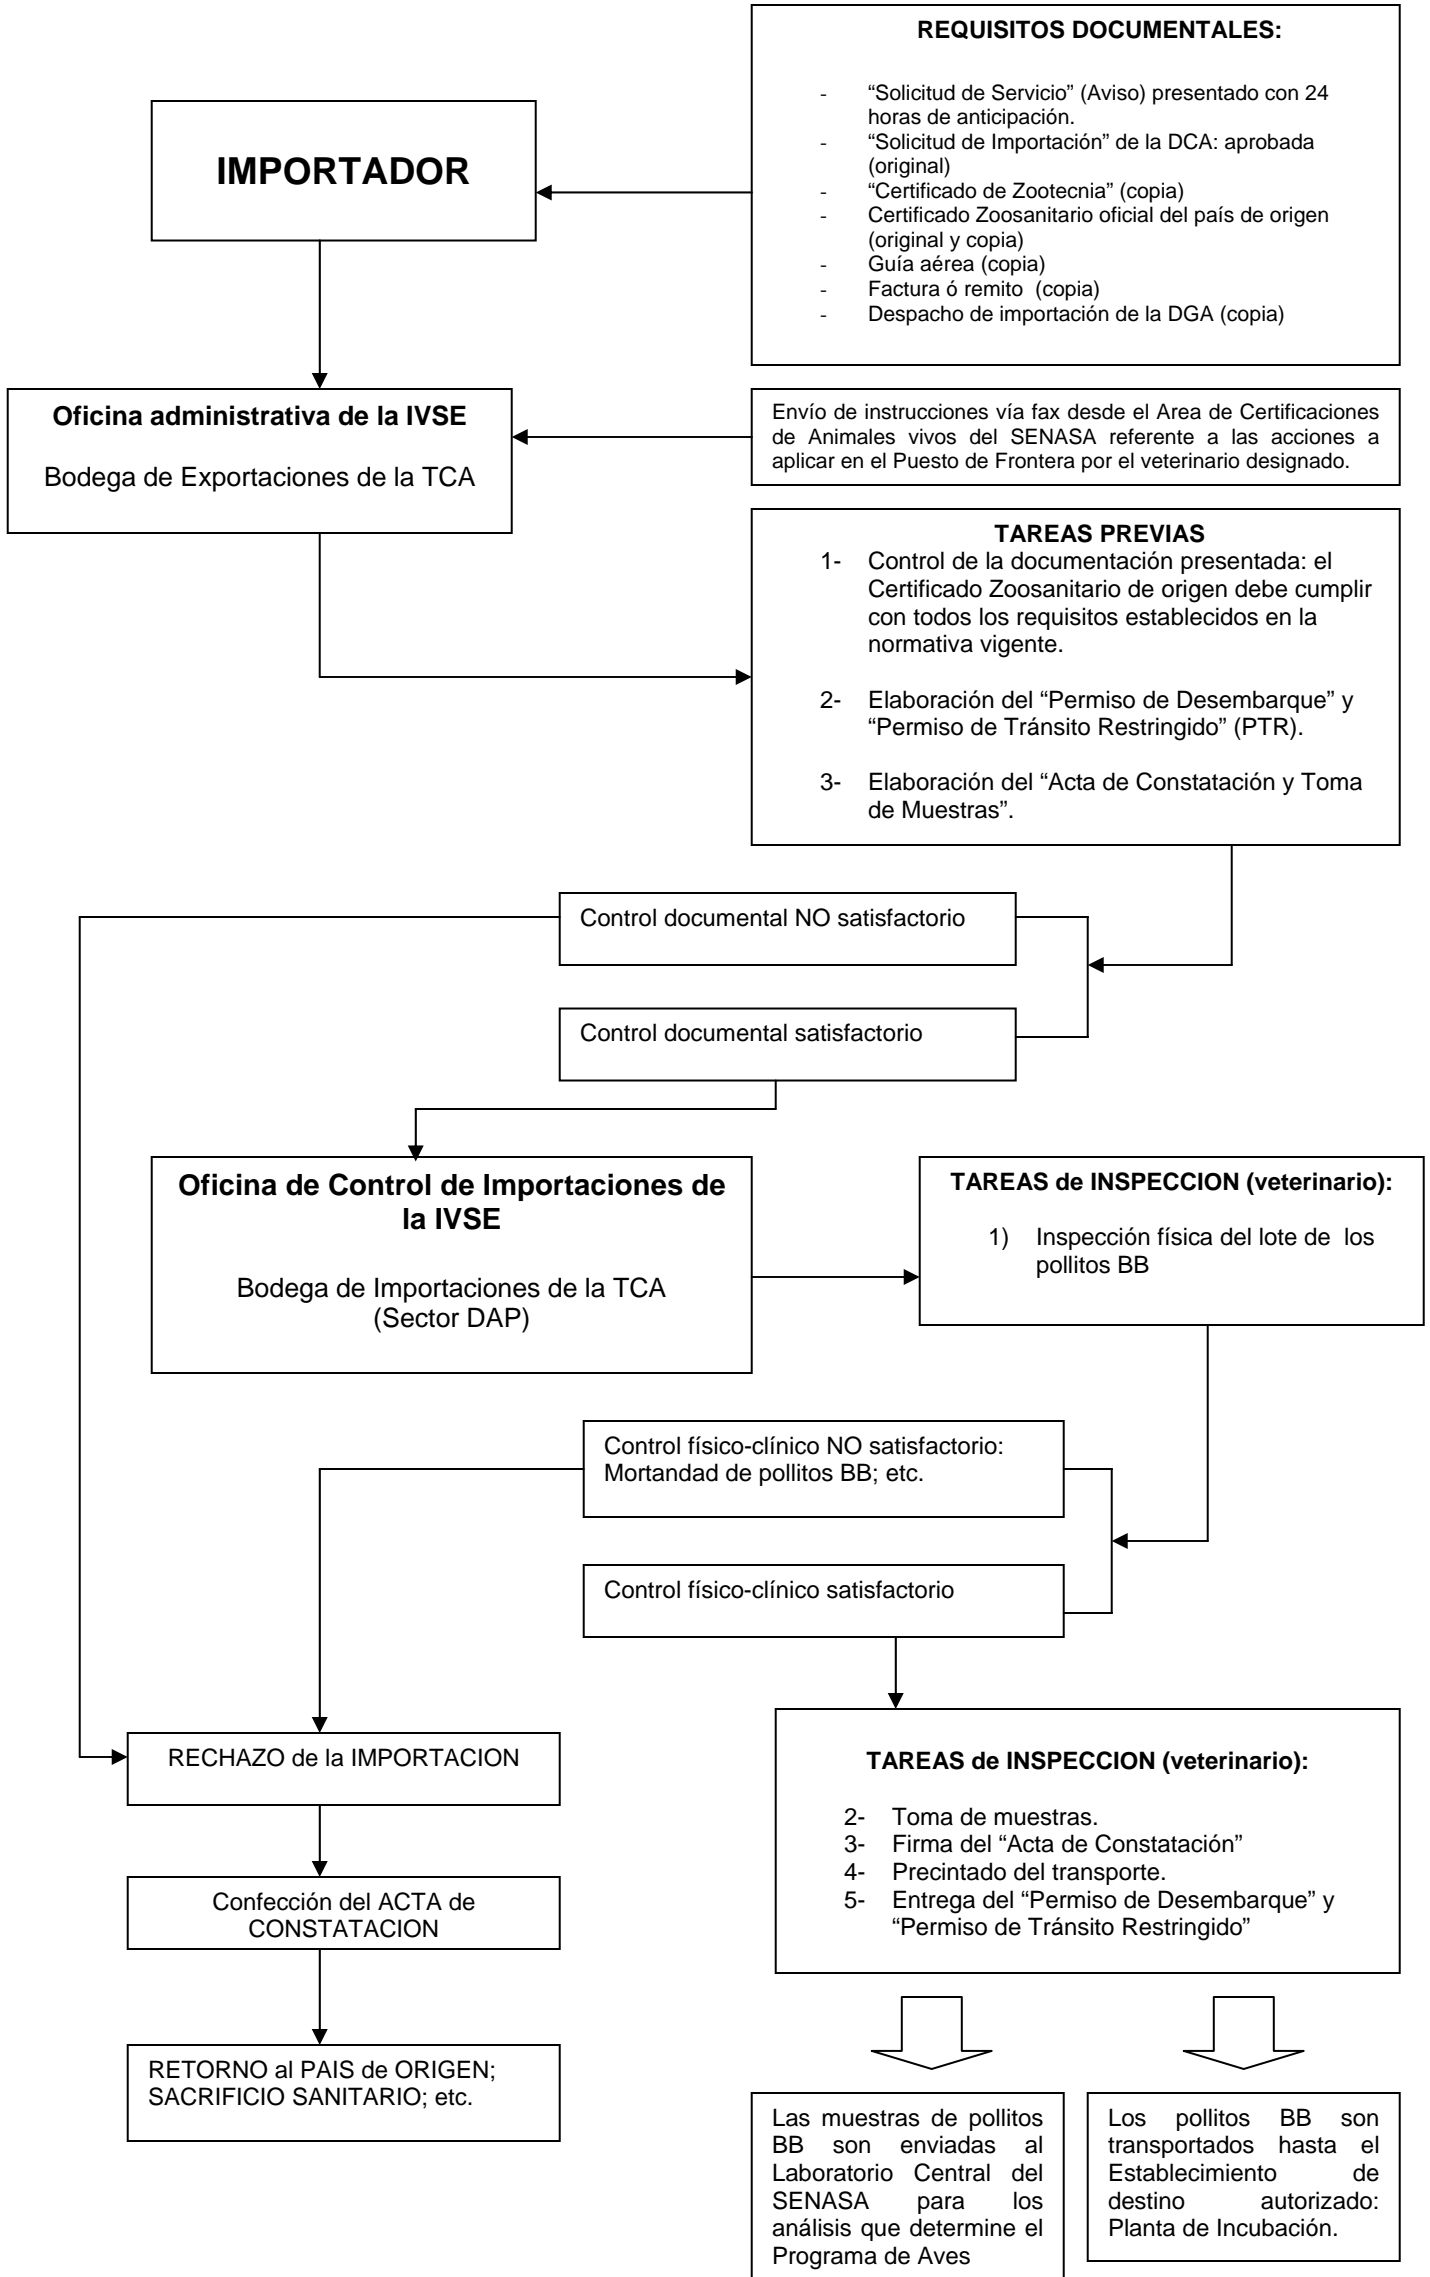 REQUISITOS DOCUMENTALES:
- “Solicitud de Servicio” (Aviso) presentado con 24
horas de anticipación.
- “Solicitud de Importación” de la DCA: aprobada
(original)
- “Certificado de Zootecnia” (copia)
- Certificado Zoosanitario oficial del país de origen
(original y copia)
- Guía aérea (copia)
- Factura ó remito (copia)
- Despacho de importación de la DGA (copia)
IMPORTADOR
Oficina administrativa de la IVSE
Bodega de Exportaciones de la TCA
Envío de instrucciones vía fax desde el Area de Certificaciones
de Animales vivos del SENASA referente a las acciones a
aplicar en el Puesto de Frontera por el veterinario designado.
TAREAS PREVIAS
1- Control de la documentación presentada: el
Certificado Zoosanitario de origen debe cumplir
con todos los requisitos establecidos en la
normativa vigente.
2- Elaboración del “Permiso de Desembarque” y
“Permiso de Tránsito Restringido” (PTR).
3- Elaboración del “Acta de Constatación y Toma
de Muestras”.
Control documental NO satisfactorio
Control documental satisfactorio
Oficina de Control de Importaciones de
la IVSE
Bodega de Importaciones de la TCA
(Sector DAP)
TAREAS de INSPECCION (veterinario):
1) Inspección física del lote de los
pollitos BB
Control físico-clínico NO satisfactorio:
Mortandad de pollitos BB; etc.
Control físico-clínico satisfactorio
RECHAZO de la IMPORTACION
Confección del ACTA de
CONSTATACION
RETORNO al PAIS de ORIGEN;
SACRIFICIO SANITARIO; etc.
TAREAS de INSPECCION (veterinario):
2- Toma de muestras.
3- Firma del “Acta de Constatación”
4- Precintado del transporte.
5- Entrega del “Permiso de Desembarque” y
“Permiso de Tránsito Restringido”
Las muestras de pollitos
BB son enviadas al
Laboratorio Central del
SENASA para los
análisis que determine el
Programa de Aves
Los pollitos BB son
transportados hasta el
Establecimiento de
destino autorizado:
Planta de Incubación.